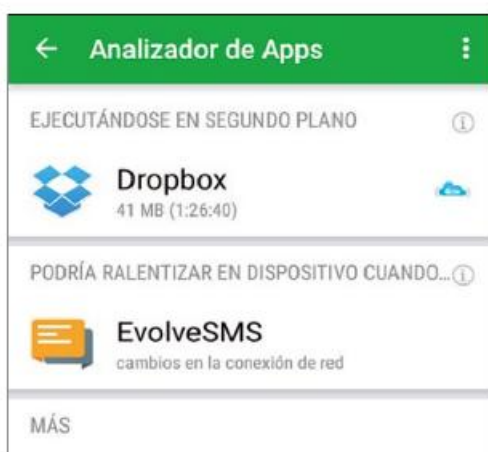 Analizador de Apps
EJECUTÁNDOSE EN SEGUNDO PLANO
Dropbox
41 MB (1:26:40)
PODRÍA RALENTIZAR EN DISPOSITIVO CUANDO...
EvolveSMS
cambios en la conexión de red
MÁS